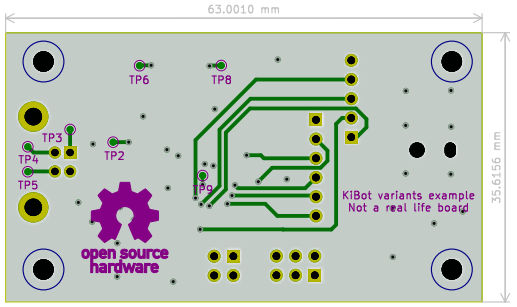 63.0010 mm
TP6
TP8
TP3
TP2
TP4
TP5
TP9
KiBot variants example
Not a real life board
35.6156 mm
open source
hardware